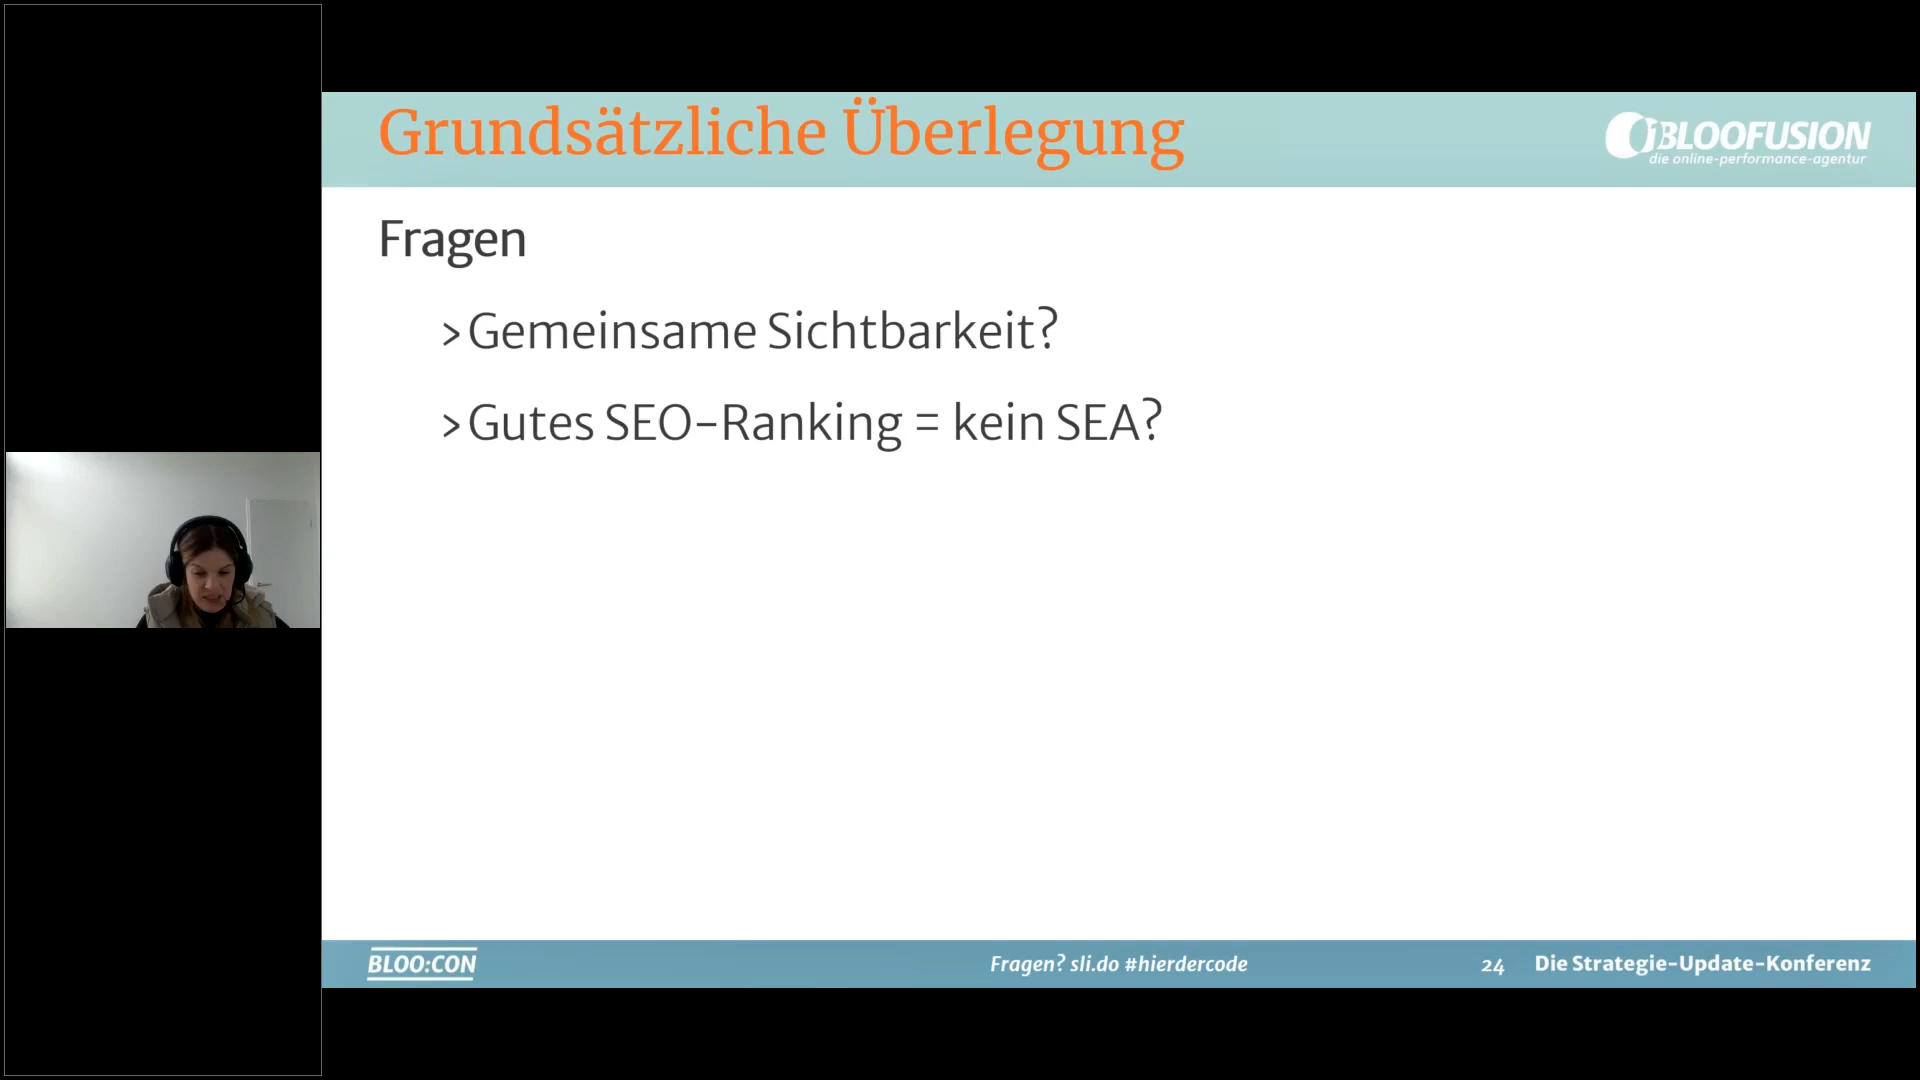 Grundsätzliche Überlegung
BLOOFUSION
die online-performance-agentur
Fragen
>Gemeinsame Sichtbarkeit?
>Gutes SEO-Ranking = kein SEA?
BLOO:CON
Fragen? sli.do #hierdercode
24
Die Strategie-Update-Konferenz